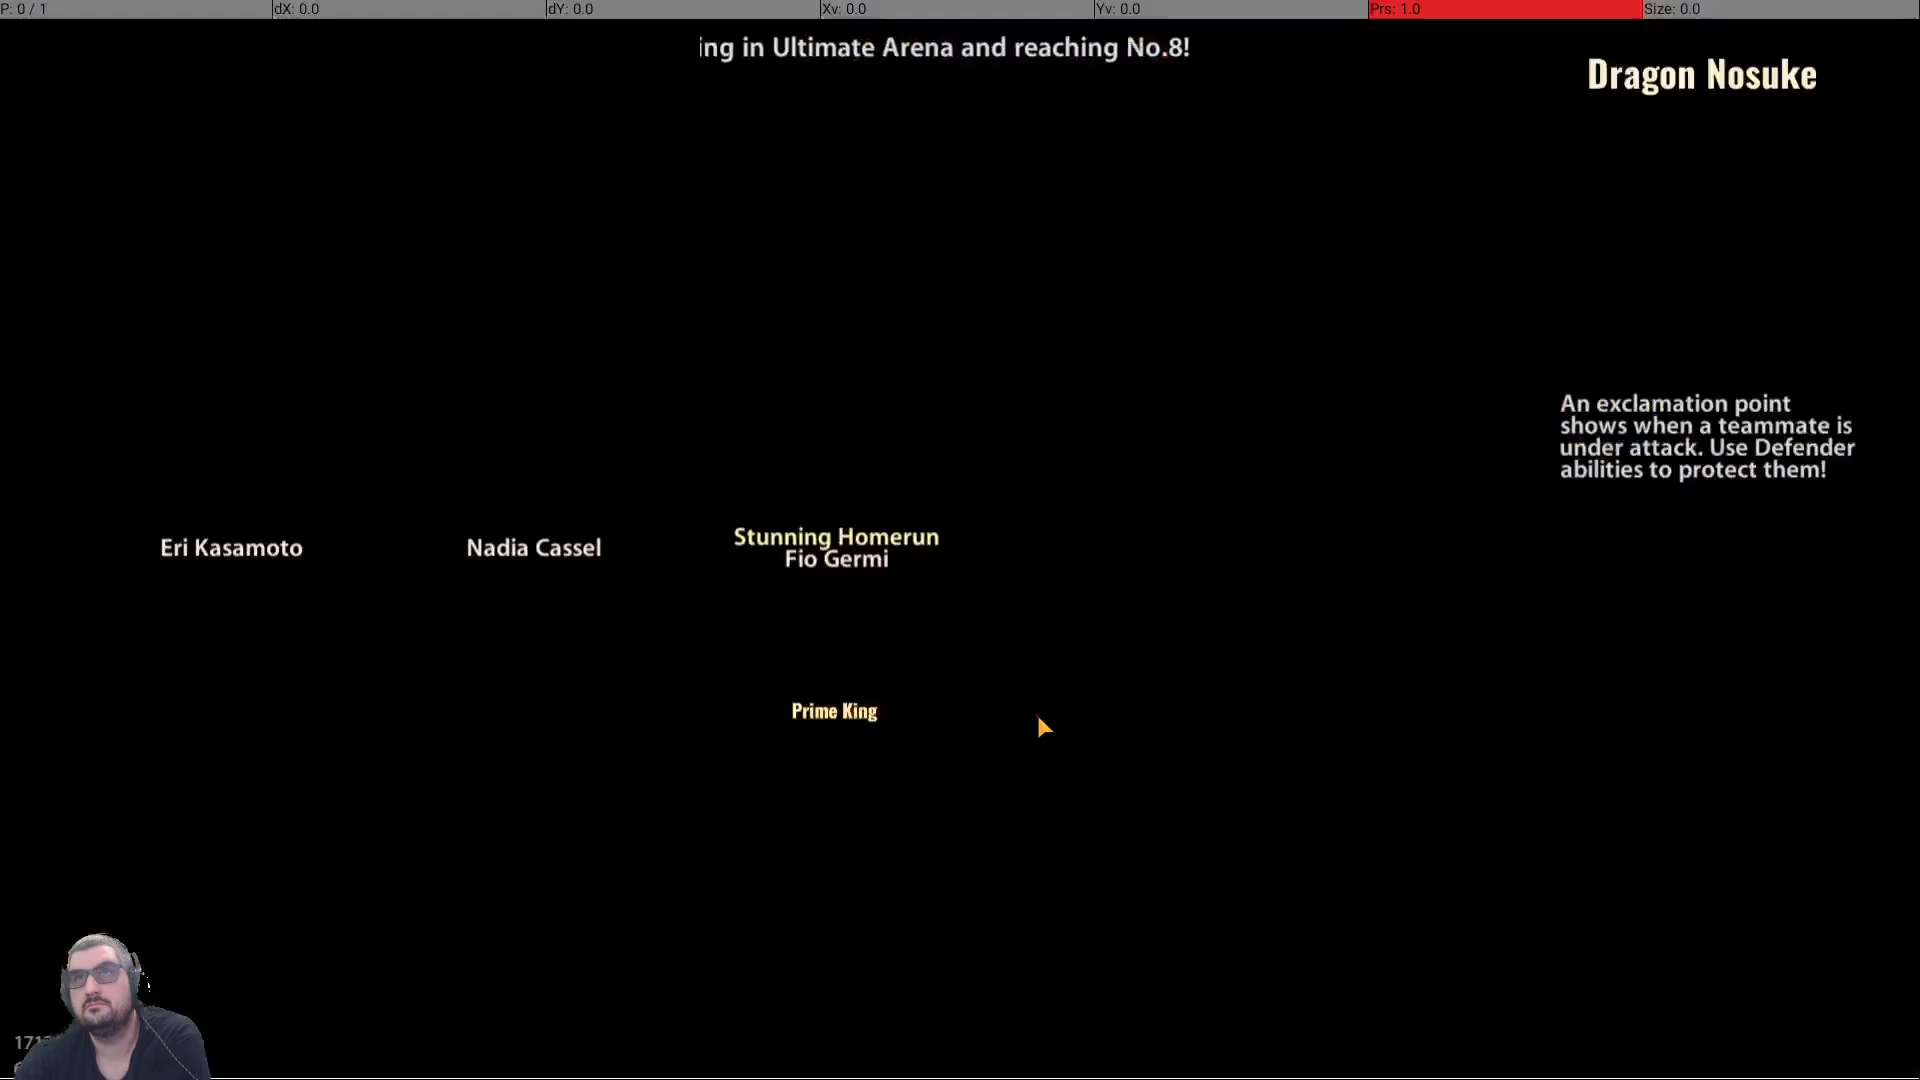 P: 0 / 1
dX: 0.0
dY: 0.0
Xv: 0.0
Yv: 0.0
Prs: 1.0
Size: 0.0
ing in Ultimate Arena and reaching No.8!
Dragon Nosuke
An exclamation point
shows when a teammate is
under attack. Use Defender
abilities to protect them!
Eri Kasamoto
Nadia Cassel
Stunning Homerun
Fio Germi
Prime King